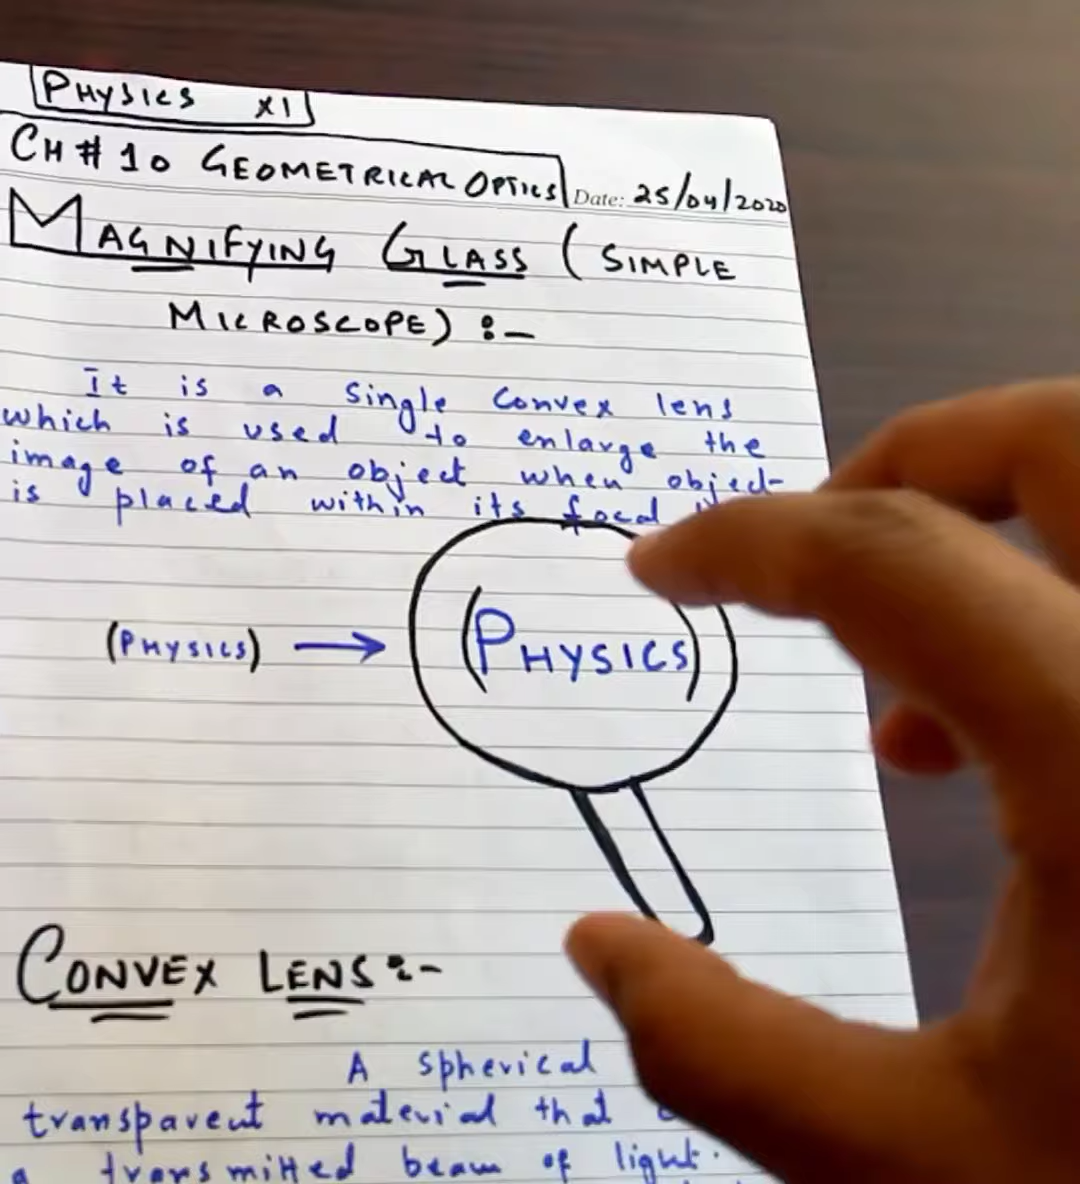 PHYSICS XI
CH # 10 GEOMETRICAL OPTICS
Date: 25/04/2020
MAGNIFYING GLASS (SIMPLE
MICROSCOPE) :-
It is a single convex lens
which is used to enlarge the
image of an object when object
is placed within its focal
(PHYSICS) → (PHYSICS)
CONVEX LENS :-
A spherical
transparent material that
a transmitted beam of light.